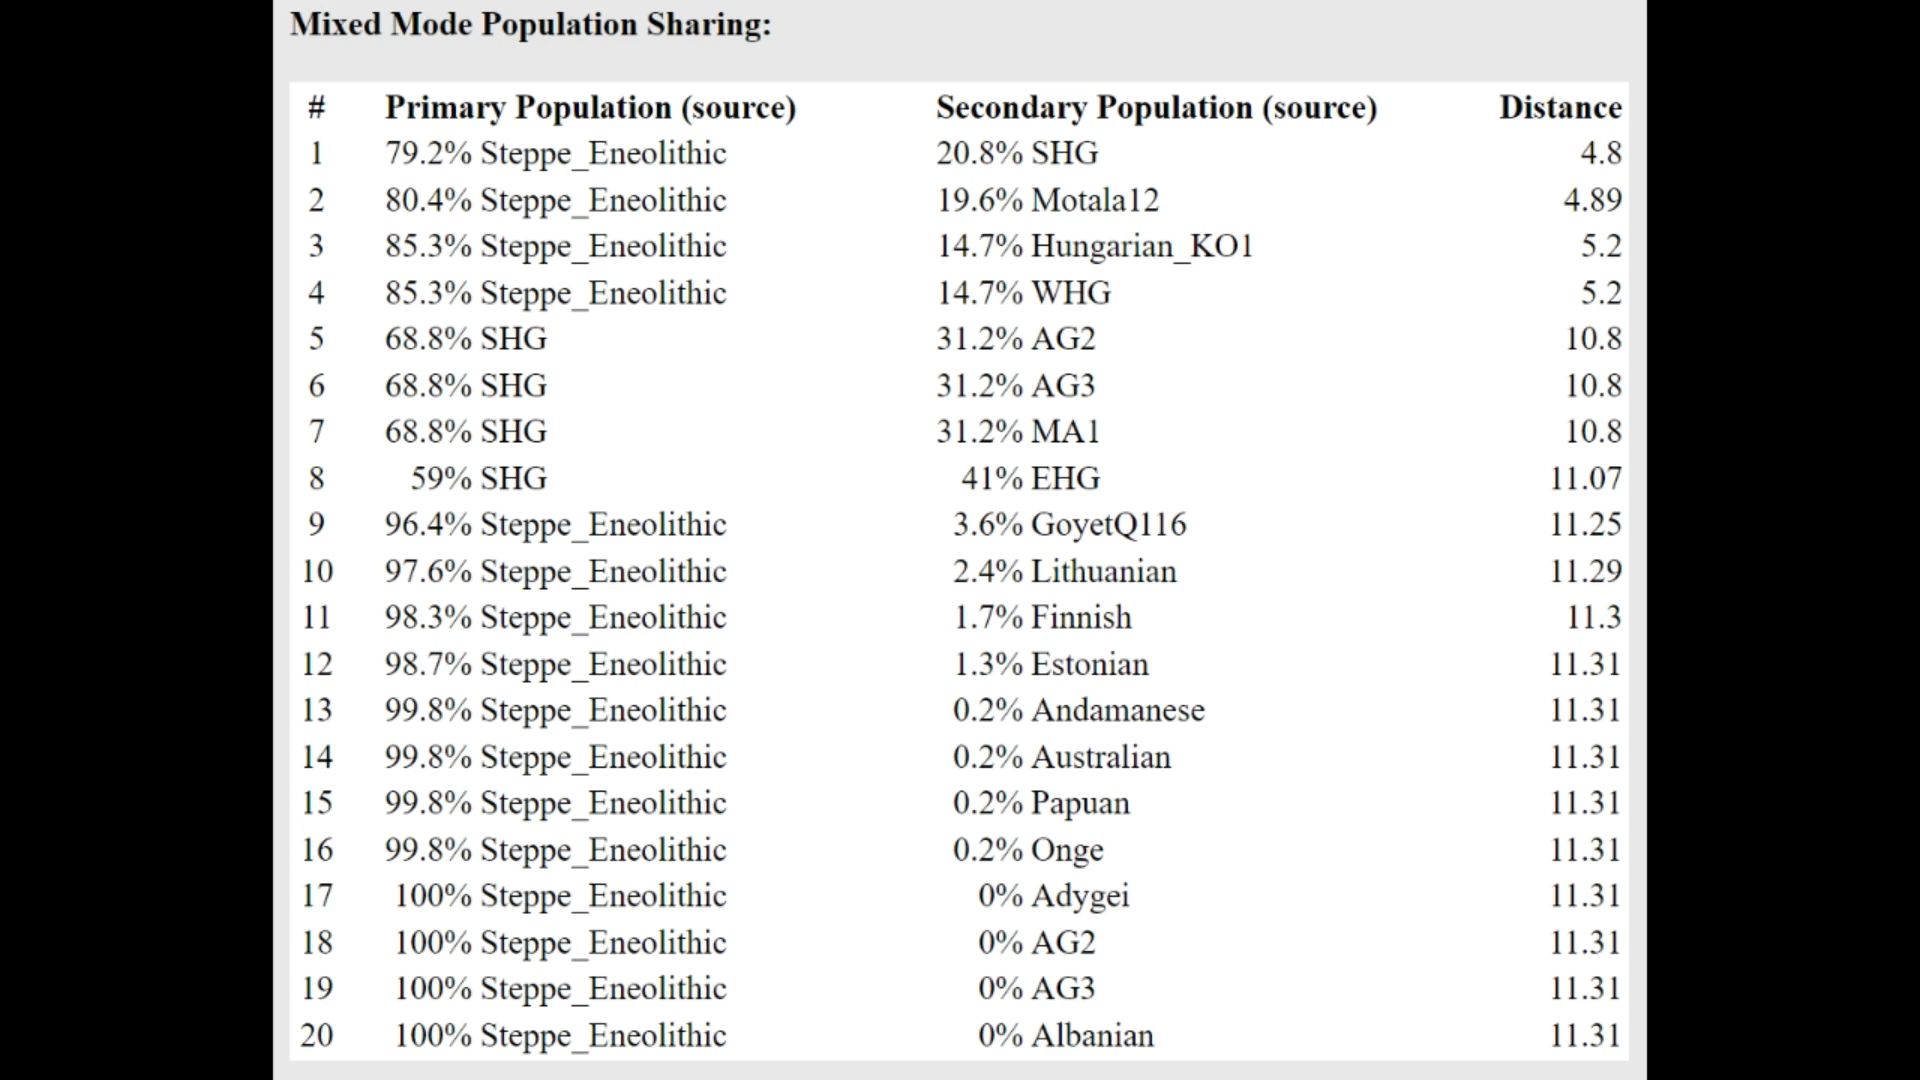 Mixed Mode Population Sharing:
# Primary Population (source) Secondary Population (source) Distance
1 79.2% Steppe_Eneolithic 20.8% SHG 4.8
2 80.4% Steppe_Eneolithic 19.6% Motala12 4.89
3 85.3% Steppe_Eneolithic 14.7% Hungarian_KO1 5.2
4 85.3% Steppe_Eneolithic 14.7% WHG 5.2
5 68.8% SHG 31.2% AG2 10.8
6 68.8% SHG 31.2% AG3 10.8
7 68.8% SHG 31.2% MA1 10.8
8 59% SHG 41% EHG 11.07
9 96.4% Steppe_Eneolithic 3.6% GoyetQ116 11.25
10 97.6% Steppe_Eneolithic 2.4% Lithuanian 11.29
11 98.3% Steppe_Eneolithic 1.7% Finnish 11.3
12 98.7% Steppe_Eneolithic 1.3% Estonian 11.31
13 99.8% Steppe_Eneolithic 0.2% Andamanese 11.31
14 99.8% Steppe_Eneolithic 0.2% Australian 11.31
15 99.8% Steppe_Eneolithic 0.2% Papuan 11.31
16 99.8% Steppe_Eneolithic 0.2% Onge 11.31
17 100% Steppe_Eneolithic 0% Adygei 11.31
18 100% Steppe_Eneolithic 0% AG2 11.31
19 100% Steppe_Eneolithic 0% AG3 11.31
20 100% Steppe_Eneolithic 0% Albanian 11.31